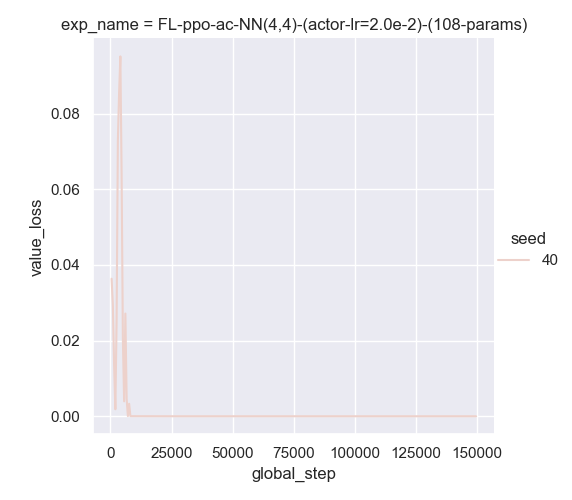 exp_name = FL-ppo-ac-NN(4,4)-(actor-lr=2.0e-2)-(108-params)
0.08
0.06
0.04
0.02
0.00
value_loss
0 25000 50000 75000 100000 125000 150000
global_step
seed
40